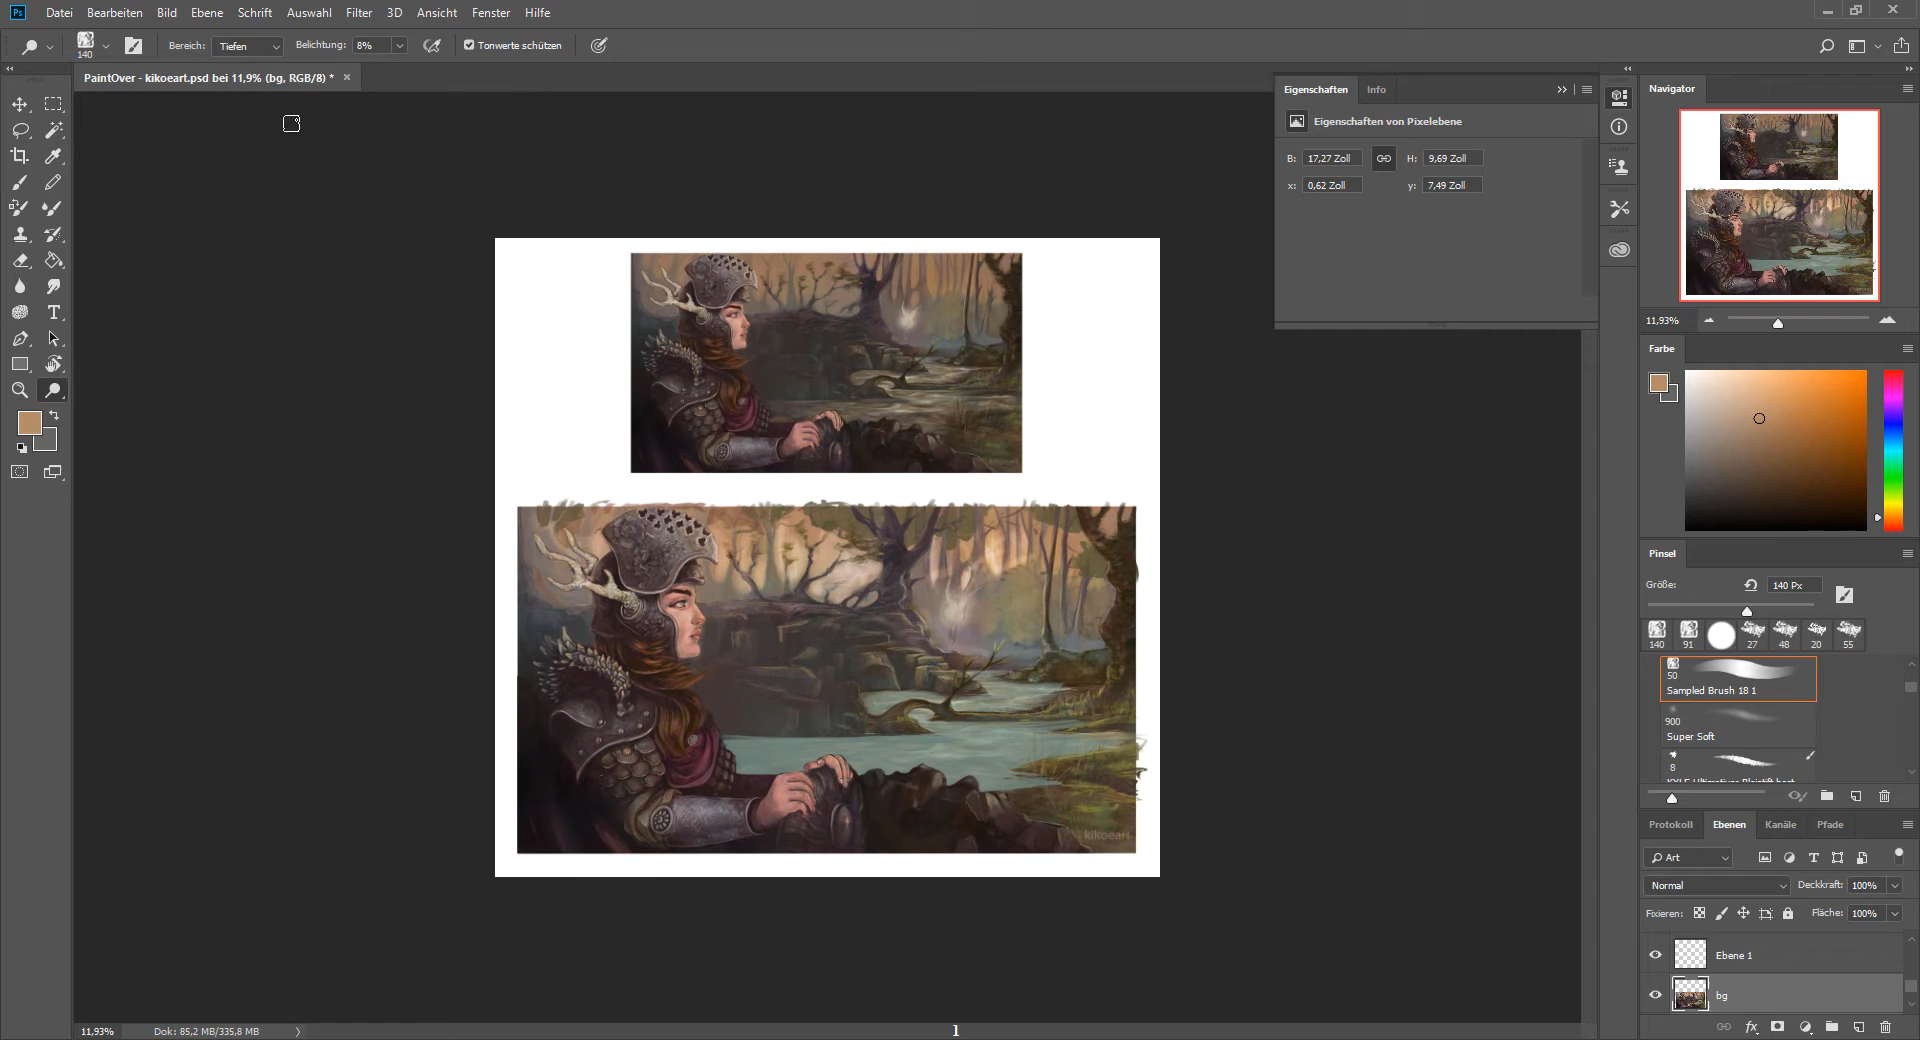 Ps Datei Bearbeiten Bild Ebene Schrift Auswahl Filter 3D Ansicht Fenster Hilfe
140 Bereich: Tiefen Belichtung: 8% Tonwerte schützen
PaintOver - kikoeart.psd bei 11,9% (bg, RGB/8) * ×
Eigenschaften Info
Eigenschaften von Pixelebene
B: 17,27 Zoll H: 9,69 Zoll
x: 0,62 Zoll y: 7,49 Zoll
Navigator
11,93%
Farbe
Pinsel
Größe: 140 Px
140 91 27 48 20 55
50
Sampled Brush 18 1
900
Super Soft
8
Protokoll Ebenen Kanäle Pfade
Art
Normal Deckkraft: 100%
Fixieren: Fläche: 100%
Ebene 1
bg
kikoeart
11,93% Dok: 85,2 MB/335,8 MB
1